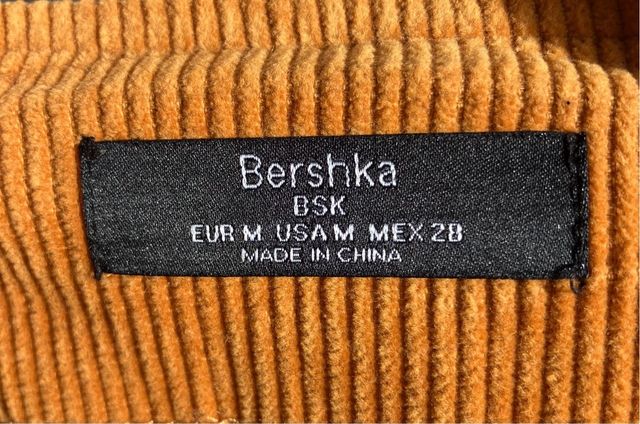 Bershka
BSK
EUR M USA M MEX 28
MADE IN CHINA